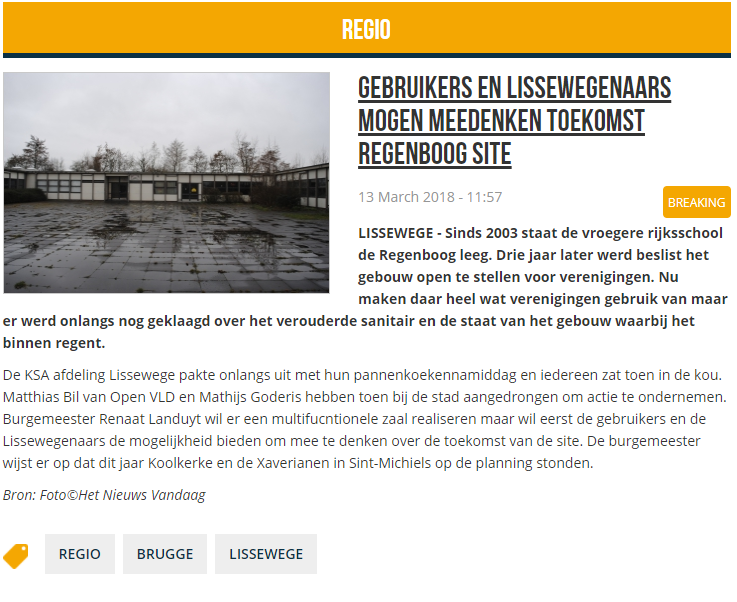 REGIO
GEBRUIKERS EN LISSEWEGENAARS
MOGEN MEEDENKEN TOEKOMST
REGENBOOG SITE
13 March 2018 - 11:57
BREAKING
LISSEWEGE - Sinds 2003 staat de vroegere rijksschool
de Regenboog leeg. Drie jaar later werd beslist het
gebouw open te stellen voor verenigingen. Nu
maken daar heel wat verenigingen gebruik van maar
er werd onlangs nog geklaagd over het verouderde sanitair en de staat van het gebouw waarbij het
binnen regent.
De KSA afdeling Lissewege pakte onlangs uit met hun pannenkoekennamiddag en iedereen zat toen in de kou.
Matthias Bil van Open VLD en Mathijs Goderis hebben toen bij de stad aangedrongen om actie te ondernemen.
Burgemeester Renaat Landuyt wil er een multifucntionele zaal realiseren maar wil eerst de gebruikers en de
Lissewegenaars de mogelijkheid bieden om mee te denken over de toekomst van de site. De burgemeester
wijst er op dat dit jaar Koolkerke en de Xaverianen in Sint-Michiels op de planning stonden.
Bron: Foto©Het Nieuws Vandaag
REGIO
BRUGGE
LISSEWEGE